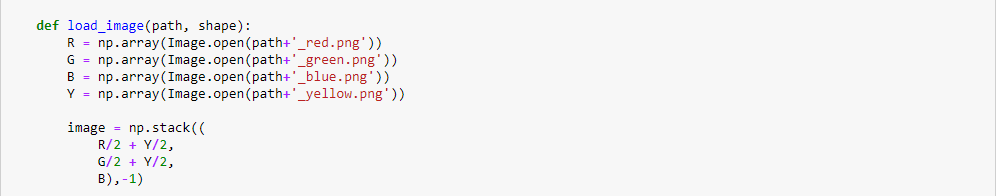 def load_image(path, shape):
    R = np.array(Image.open(path+'_red.png'))
    G = np.array(Image.open(path+'_green.png'))
    B = np.array(Image.open(path+'_blue.png'))
    Y = np.array(Image.open(path+'_yellow.png'))

    image = np.stack((
        R/2 + Y/2,
        G/2 + Y/2,
        B),-1)